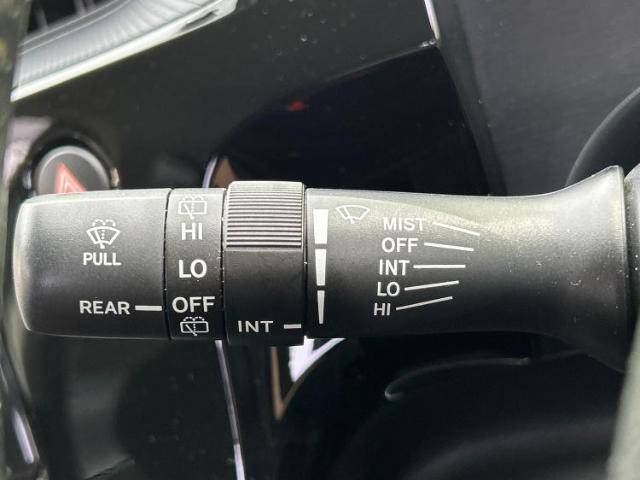 PULL
REAR
HI
LO
OFF
INT
MIST
OFF
INT
LO
HI